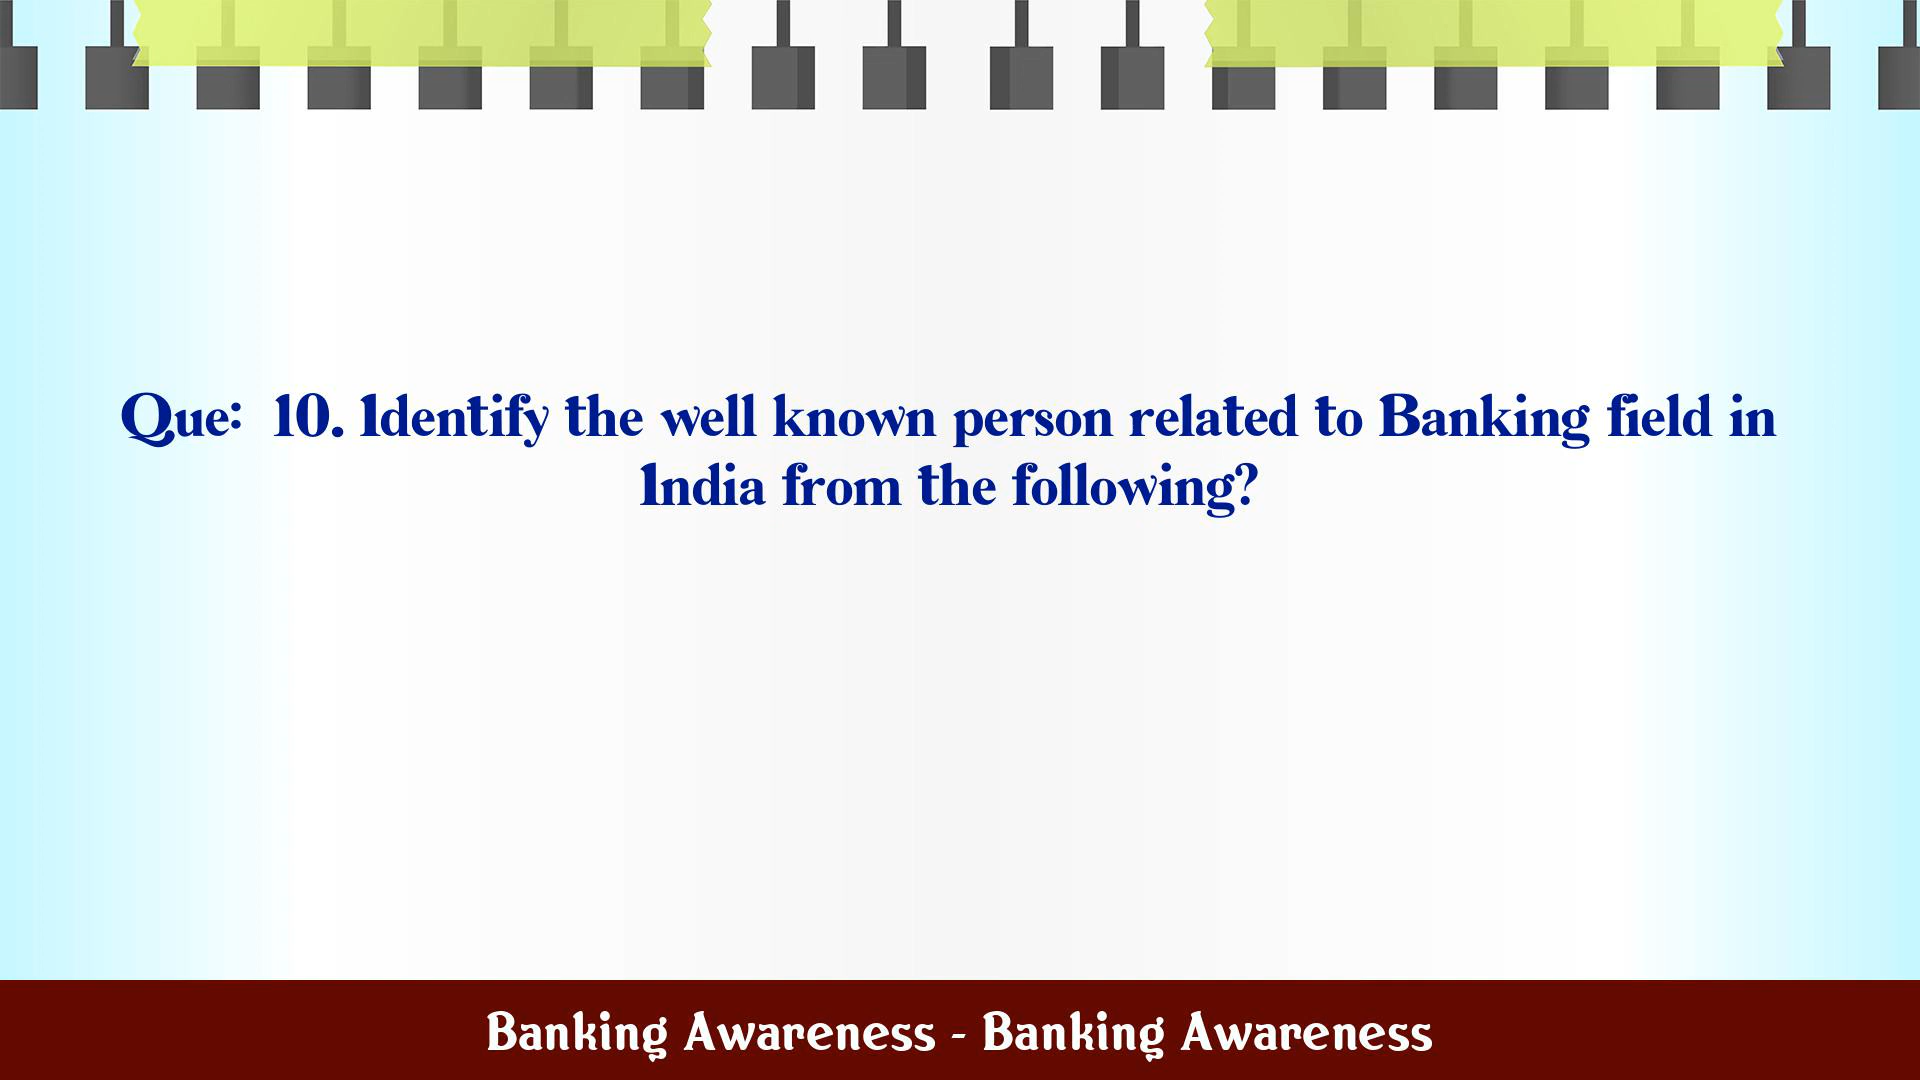 Que: 10. Identify the well known person related to Banking field in
India from the following?
Banking Awareness - Banking Awareness